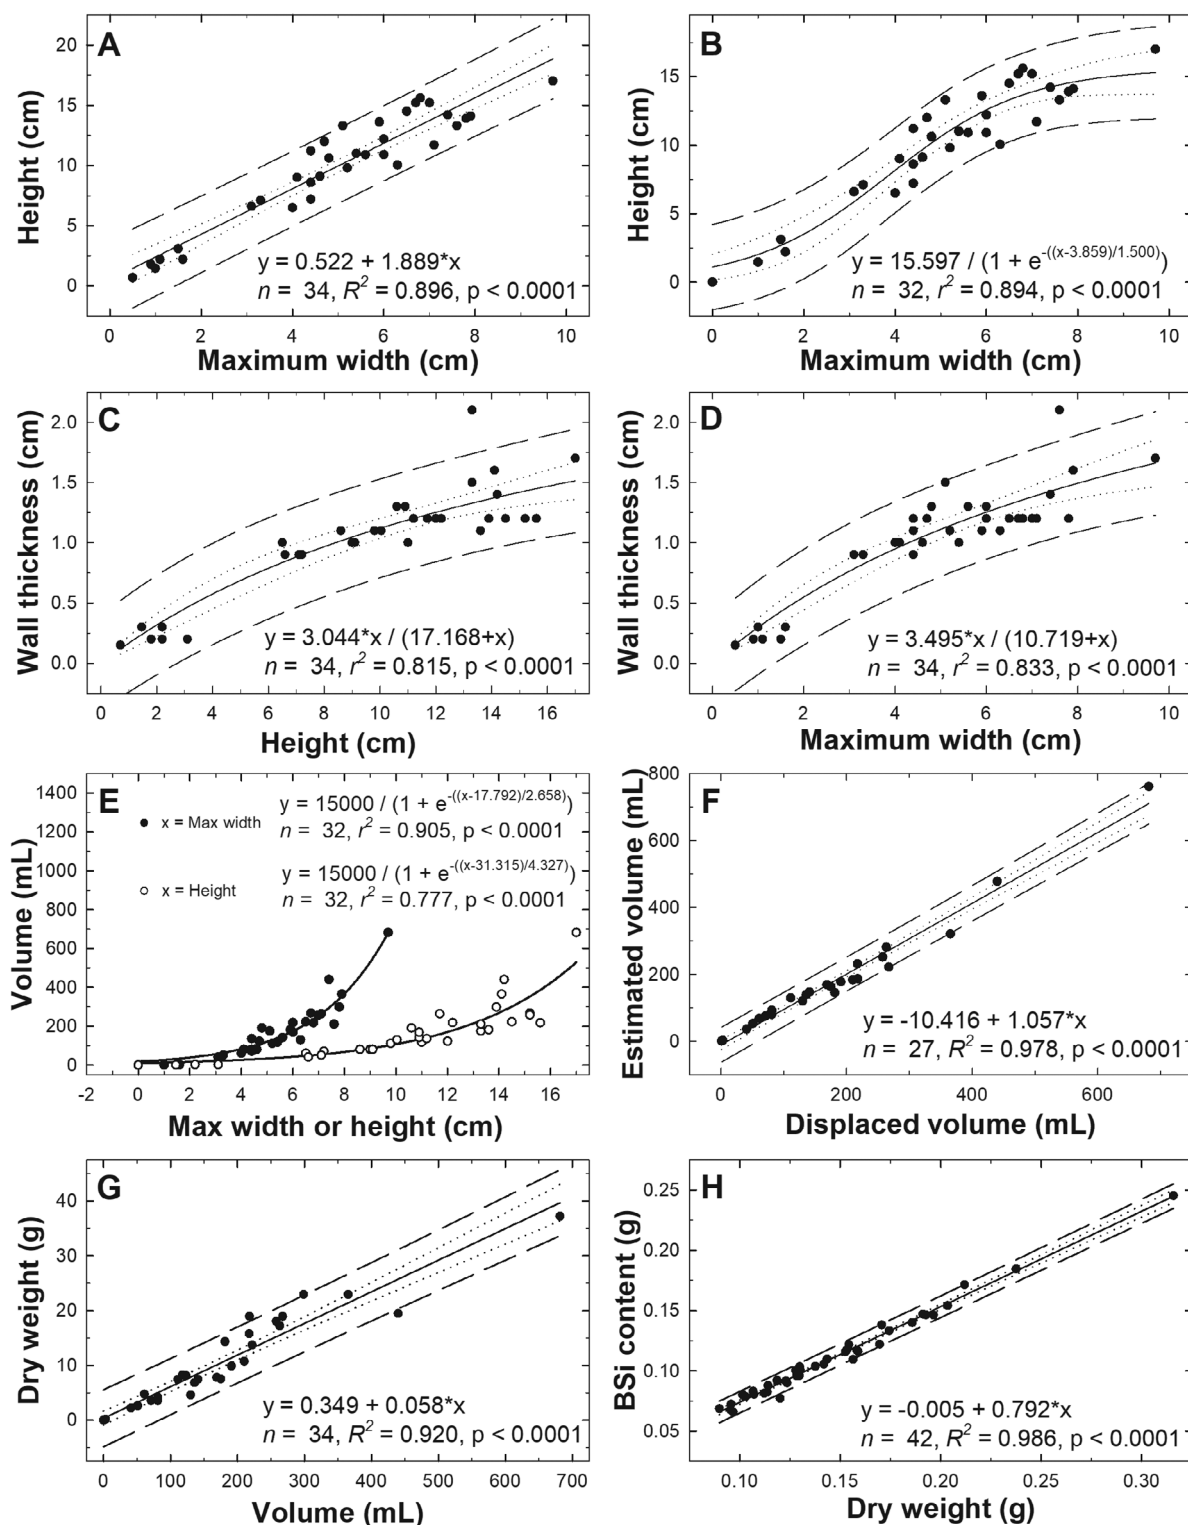 A
y = 0.522 + 1.889*x
n = 34, R² = 0.896, p < 0.0001
Height (cm)
0 5 10 15 20
0 2 4 6 8 10
Maximum width (cm)
B
y = 15.597 / (1 + e^-((x-3.859)/1.500))
n = 32, r² = 0.894, p < 0.0001
Height (cm)
0 5 10 15
0 2 4 6 8 10
Maximum width (cm)
C
y = 3.044*x / (17.168+x)
n = 34, r² = 0.815, p < 0.0001
Wall thickness (cm)
0.0 0.5 1.0 1.5 2.0
0 2 4 6 8 10 12 14 16
Height (cm)
D
y = 3.495*x / (10.719+x)
n = 34, r² = 0.833, p < 0.0001
Wall thickness (cm)
0.0 0.5 1.0 1.5 2.0
0 2 4 6 8 10
Maximum width (cm)
E
y = 15000 / (1 + e^-((x-17.792)/2.658))
x = Max width
n = 32, r² = 0.905, p < 0.0001
y = 15000 / (1 + e^-((x-31.315)/4.327))
x = Height
n = 32, r² = 0.777, p < 0.0001
Volume (mL)
0 200 400 600 800 1000 1200 1400
-2 0 2 4 6 8 10 12 14 16
Max width or height (cm)
F
y = -10.416 + 1.057*x
n = 27, R² = 0.978, p < 0.0001
Estimated volume (mL)
0 200 400 600 800
0 200 400 600
Displaced volume (mL)
G
y = 0.349 + 0.058*x
n = 34, R² = 0.920, p < 0.0001
Dry weight (g)
0 10 20 30 40
0 100 200 300 400 500 600 700
Volume (mL)
H
y = -0.005 + 0.792*x
n = 42, R² = 0.986, p < 0.0001
BSi content (g)
0.05 0.10 0.15 0.20 0.25
0.10 0.15 0.20 0.25 0.30
Dry weight (g)